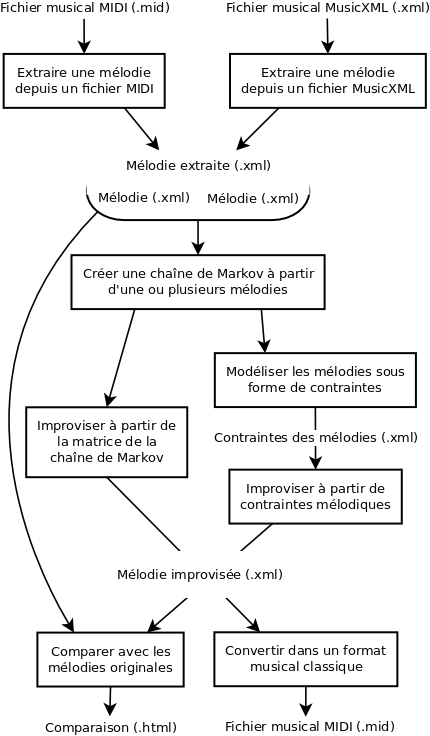 Fichier musical MIDI (.mid)
Fichier musical MusicXML (.xml)
Extraire une mélodie
depuis un fichier MIDI
Extraire une mélodie
depuis un fichier MusicXML
Mélodie extraite (.xml)
Mélodie (.xml)
Mélodie (.xml)
Créer une chaîne de Markov à partir
d'une ou plusieurs mélodies
Modéliser les mélodies sous
forme de contraintes
Improviser à partir de
la matrice de la
chaîne de Markov
Contraintes des mélodies (.xml)
Improviser à partir de
contraintes mélodiques
Mélodie improvisée (.xml)
Comparer avec les
mélodies originales
Convertir dans un format
musical classique
Comparaison (.html)
Fichier musical MIDI (.mid)